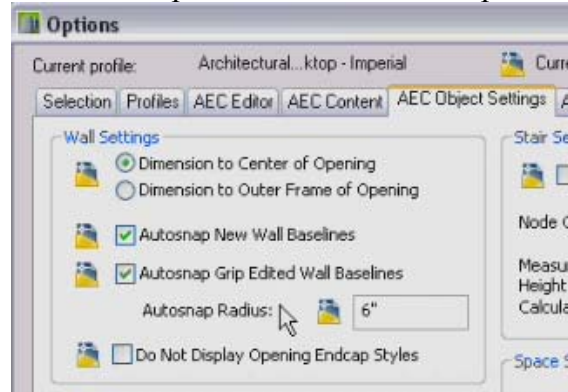 Options
Current profile: Architectural...ktop - Imperial
Selection Profiles AEC Editor AEC Content AEC Object Settings
Wall Settings
Dimension to Center of Opening
Dimension to Outer Frame of Opening
Autosnap New Wall Baselines
Autosnap Grip Edited Wall Baselines
Autosnap Radius: 6"
Do Not Display Opening Endcap Styles
Stair Se
Node
Measu
Height
Calcula
Space S